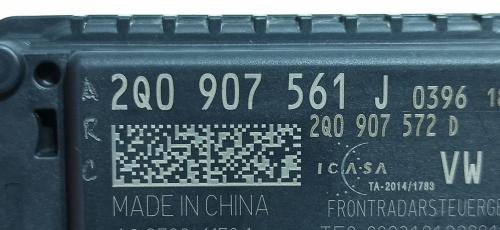 A 2Q0 907 561 J 0396
R 2Q0 907 572 D
C ICASA VW
TA-2014/1783
MADE IN CHINA FRONTRADARSTEUERGE